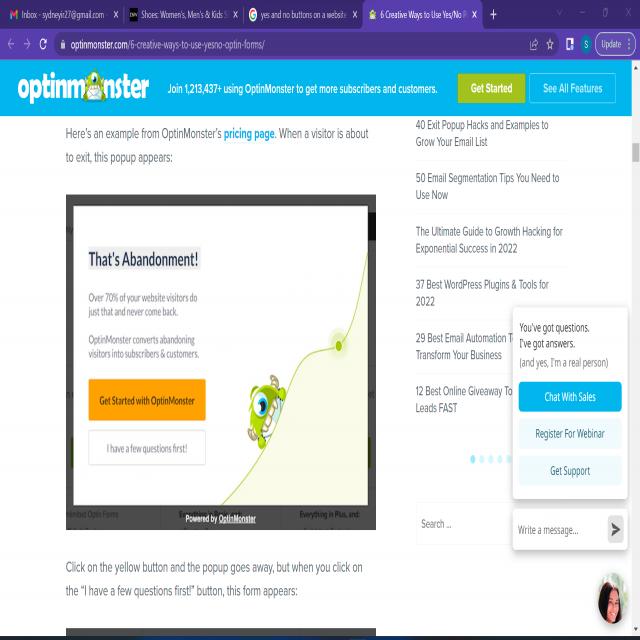 Inbox - sydneyir27@gmail.com -
Shoes: Women's, Men's & Kids S
yes and no buttons on a website
6 Creative Ways to Use Yes/No P
optinmonster.com/6-creative-ways-to-use-yesno-optin-forms/
S
Update
optinmonster
Join 1,213,437+ using OptinMonster to get more subscribers and customers.
Get Started
See All Features
Here's an example from OptinMonster's pricing page. When a visitor is about
to exit, this popup appears:
That's Abandonment!
Over 70% of your website visitors do
just that and never come back.
OptinMonster converts abandoning
visitors into subscribers & customers.
Get Started with OptinMonster
I have a few questions first!
Everything in Plus, and:
Powered by OptinMonster
Click on the yellow button and the popup goes away, but when you click on
the "I have a few questions first!" button, this form appears:
40 Exit Popup Hacks and Examples to
Grow Your Email List
50 Email Segmentation Tips You Need to
Use Now
The Ultimate Guide to Growth Hacking for
Exponential Success in 2022
37 Best WordPress Plugins & Tools for
2022
29 Best Email Automation T
Transform Your Business
12 Best Online Giveaway To
Leads FAST
Search ...
You've got questions.
I've got answers.
(and yes, I'm a real person)
Chat With Sales
Register For Webinar
Get Support
Write a message...